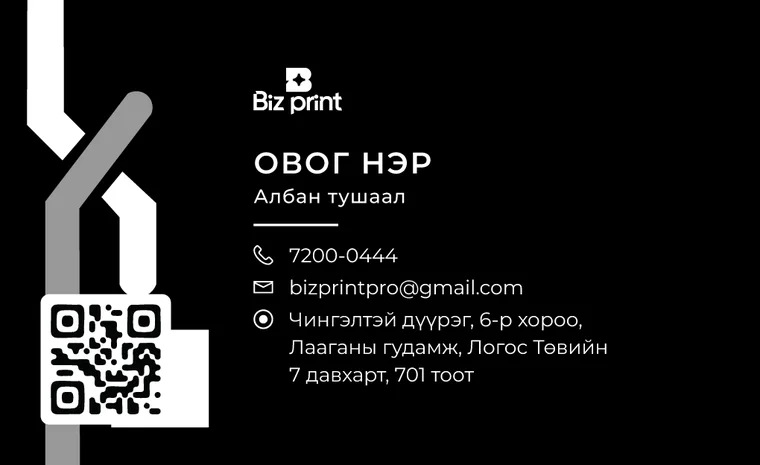 Biz print
ОВОГ НЭР
Албан тушаал
7200-0444
bizprintpro@gmail.com
Чингэлтэй дүүрэг, 6-р хороо,
Лааганы гудамж, Логос Төвийн
7 давхарт, 701 тоот